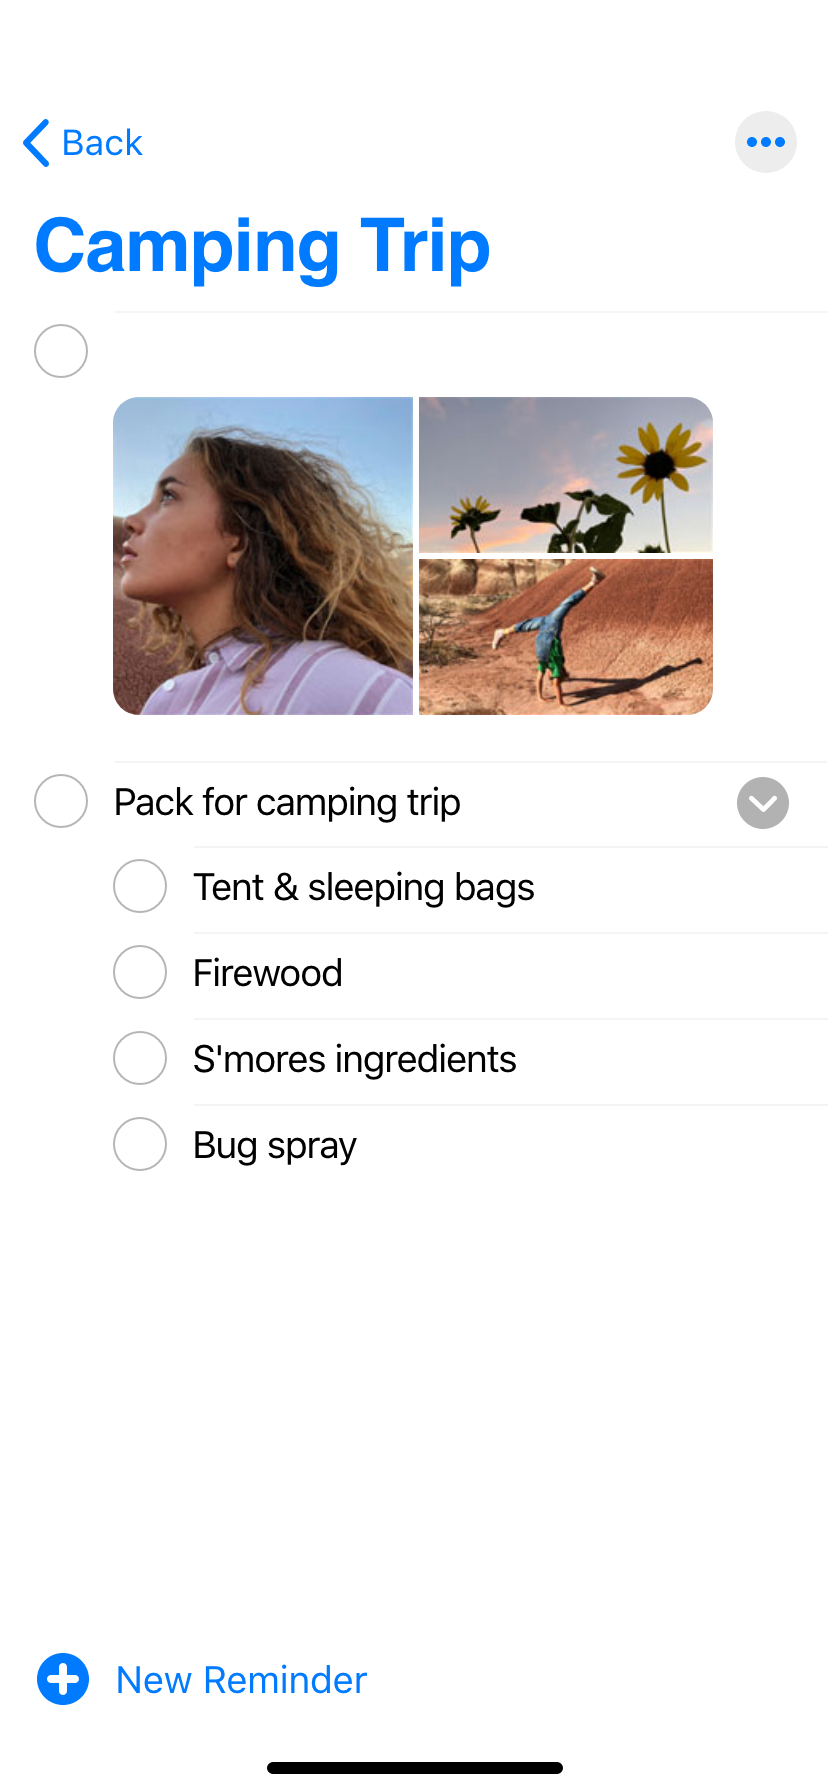 Back
Camping Trip
Pack for camping trip
Tent & sleeping bags
Firewood
S'mores ingredients
Bug spray
New Reminder